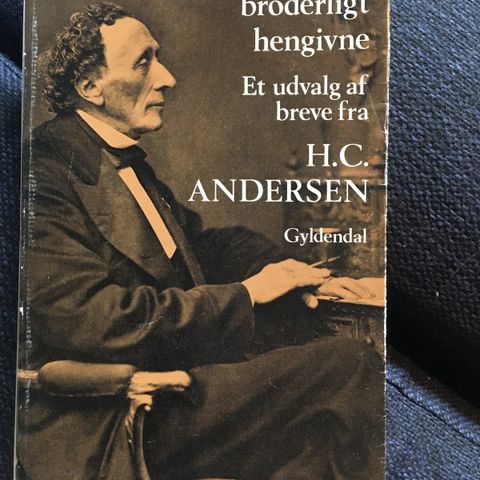 broderligt
hengivne
Et udvalg af
breve fra
H.C.
ANDERSEN
Gyldendal